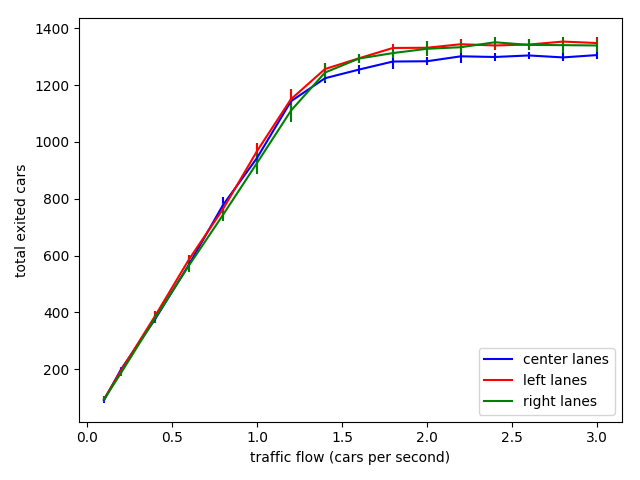 1400
1200
1000
800
600
400
200
total exited cars
center lanes
left lanes
right lanes
0.0 0.5 1.0 1.5 2.0 2.5 3.0
traffic flow (cars per second)